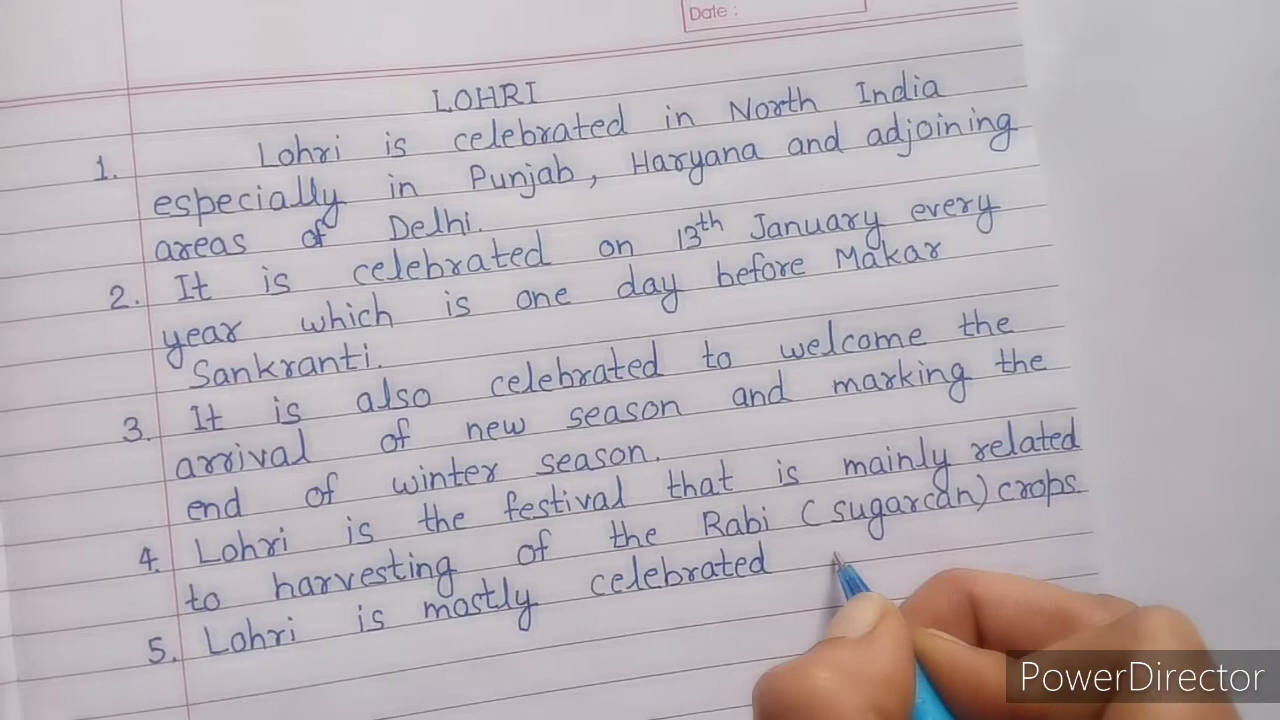 Date :
LOHRI
1. Lohri is celebrated in North India
especially in Punjab, Haryana and adjoining
areas of Delhi.
2. It is celebrated on 13th January every
year which is one day before Makar
Sankranti.
3. It is also celebrated to welcome the
arrival of new season and marking the
end of winter season.
4. Lohri is the festival that is mainly related
to harvesting of the Rabi (sugarcan) crops.
5. Lohri is mostly celebrated
PowerDirector